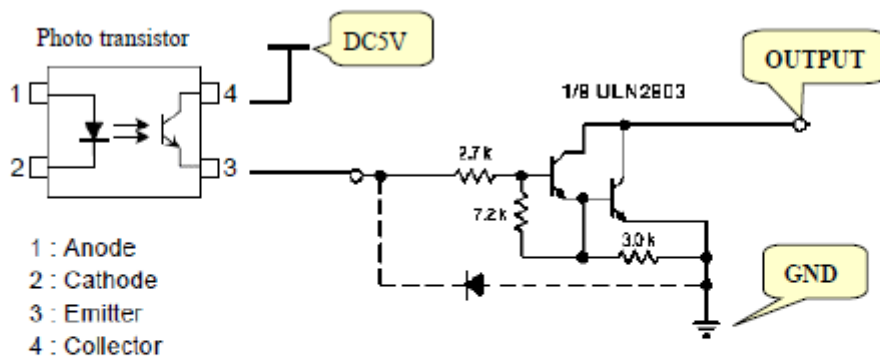 Photo transistor
DC5V
OUTPUT
1/8 ULN2803
1
4
2
3
2.7 k
7.2 k
3.0 k
GND
1 : Anode
2 : Cathode
3 : Emitter
4 : Collector